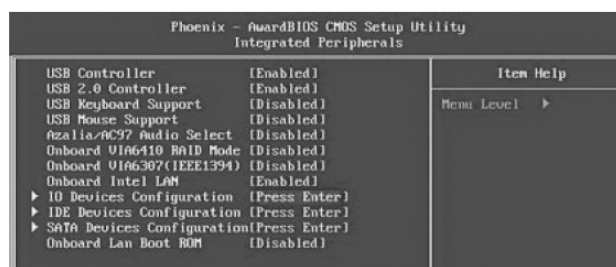 Phoenix - AwardBIOS CMOS Setup Utility
Integrated Peripherals
USB Controller [Enabled]
USB 2.0 Controller [Enabled]
USB Keyboard Support [Disabled]
USB Mouse Support [Disabled]
Azalia/AC97 Audio Select [Disabled]
Onboard VIA6410 RAID Mode [Disabled]
Onboard VIA6307(IEEE1394) [Disabled]
Onboard Intel LAN [Enabled]
▶ IO Devices Configuration [Press Enter]
▶ IDE Devices Configuration [Press Enter]
▶ SATA Devices Configuration[Press Enter]
Onboard Lan Boot ROM [Disabled]
Item Help
Menu Level ▶